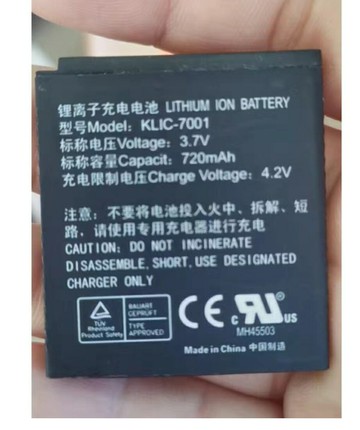 锂离子充电电池 LITHIUM ION BATTERY
型号Model: KLIC-7001
标称电压Voltage: 3.7V
标称容量Capacit: 720mAh
充电限制电压Charge Voltage: 4.2V
注意：不要将电池投入火中、拆解、短
路、请使用专用充电器进行充电
CAUTION: DO NOT INCINERATE
DISASSEMBLE,SHORT,USE DESIGNATED
CHARGER ONLY
TÜV
Rheinland
Product Safety
BAUART
GEPRÜFT
TYPE
APPROVED
CE
c RU US
MH45503
Made in China 中国制造